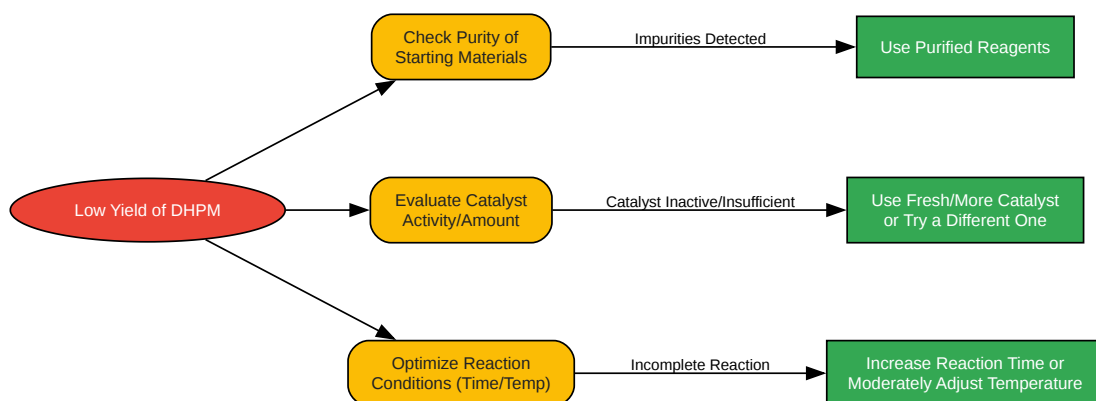 Check Purity of
Starting Materials
Impurities Detected
Use Purified Reagents
Low Yield of DHPM
Evaluate Catalyst
Activity/Amount
Catalyst Inactive/Insufficient
Use Fresh/More Catalyst
or Try a Different One
Optimize Reaction
Conditions (Time/Temp)
Incomplete Reaction
Increase Reaction Time or
Moderately Adjust Temperature